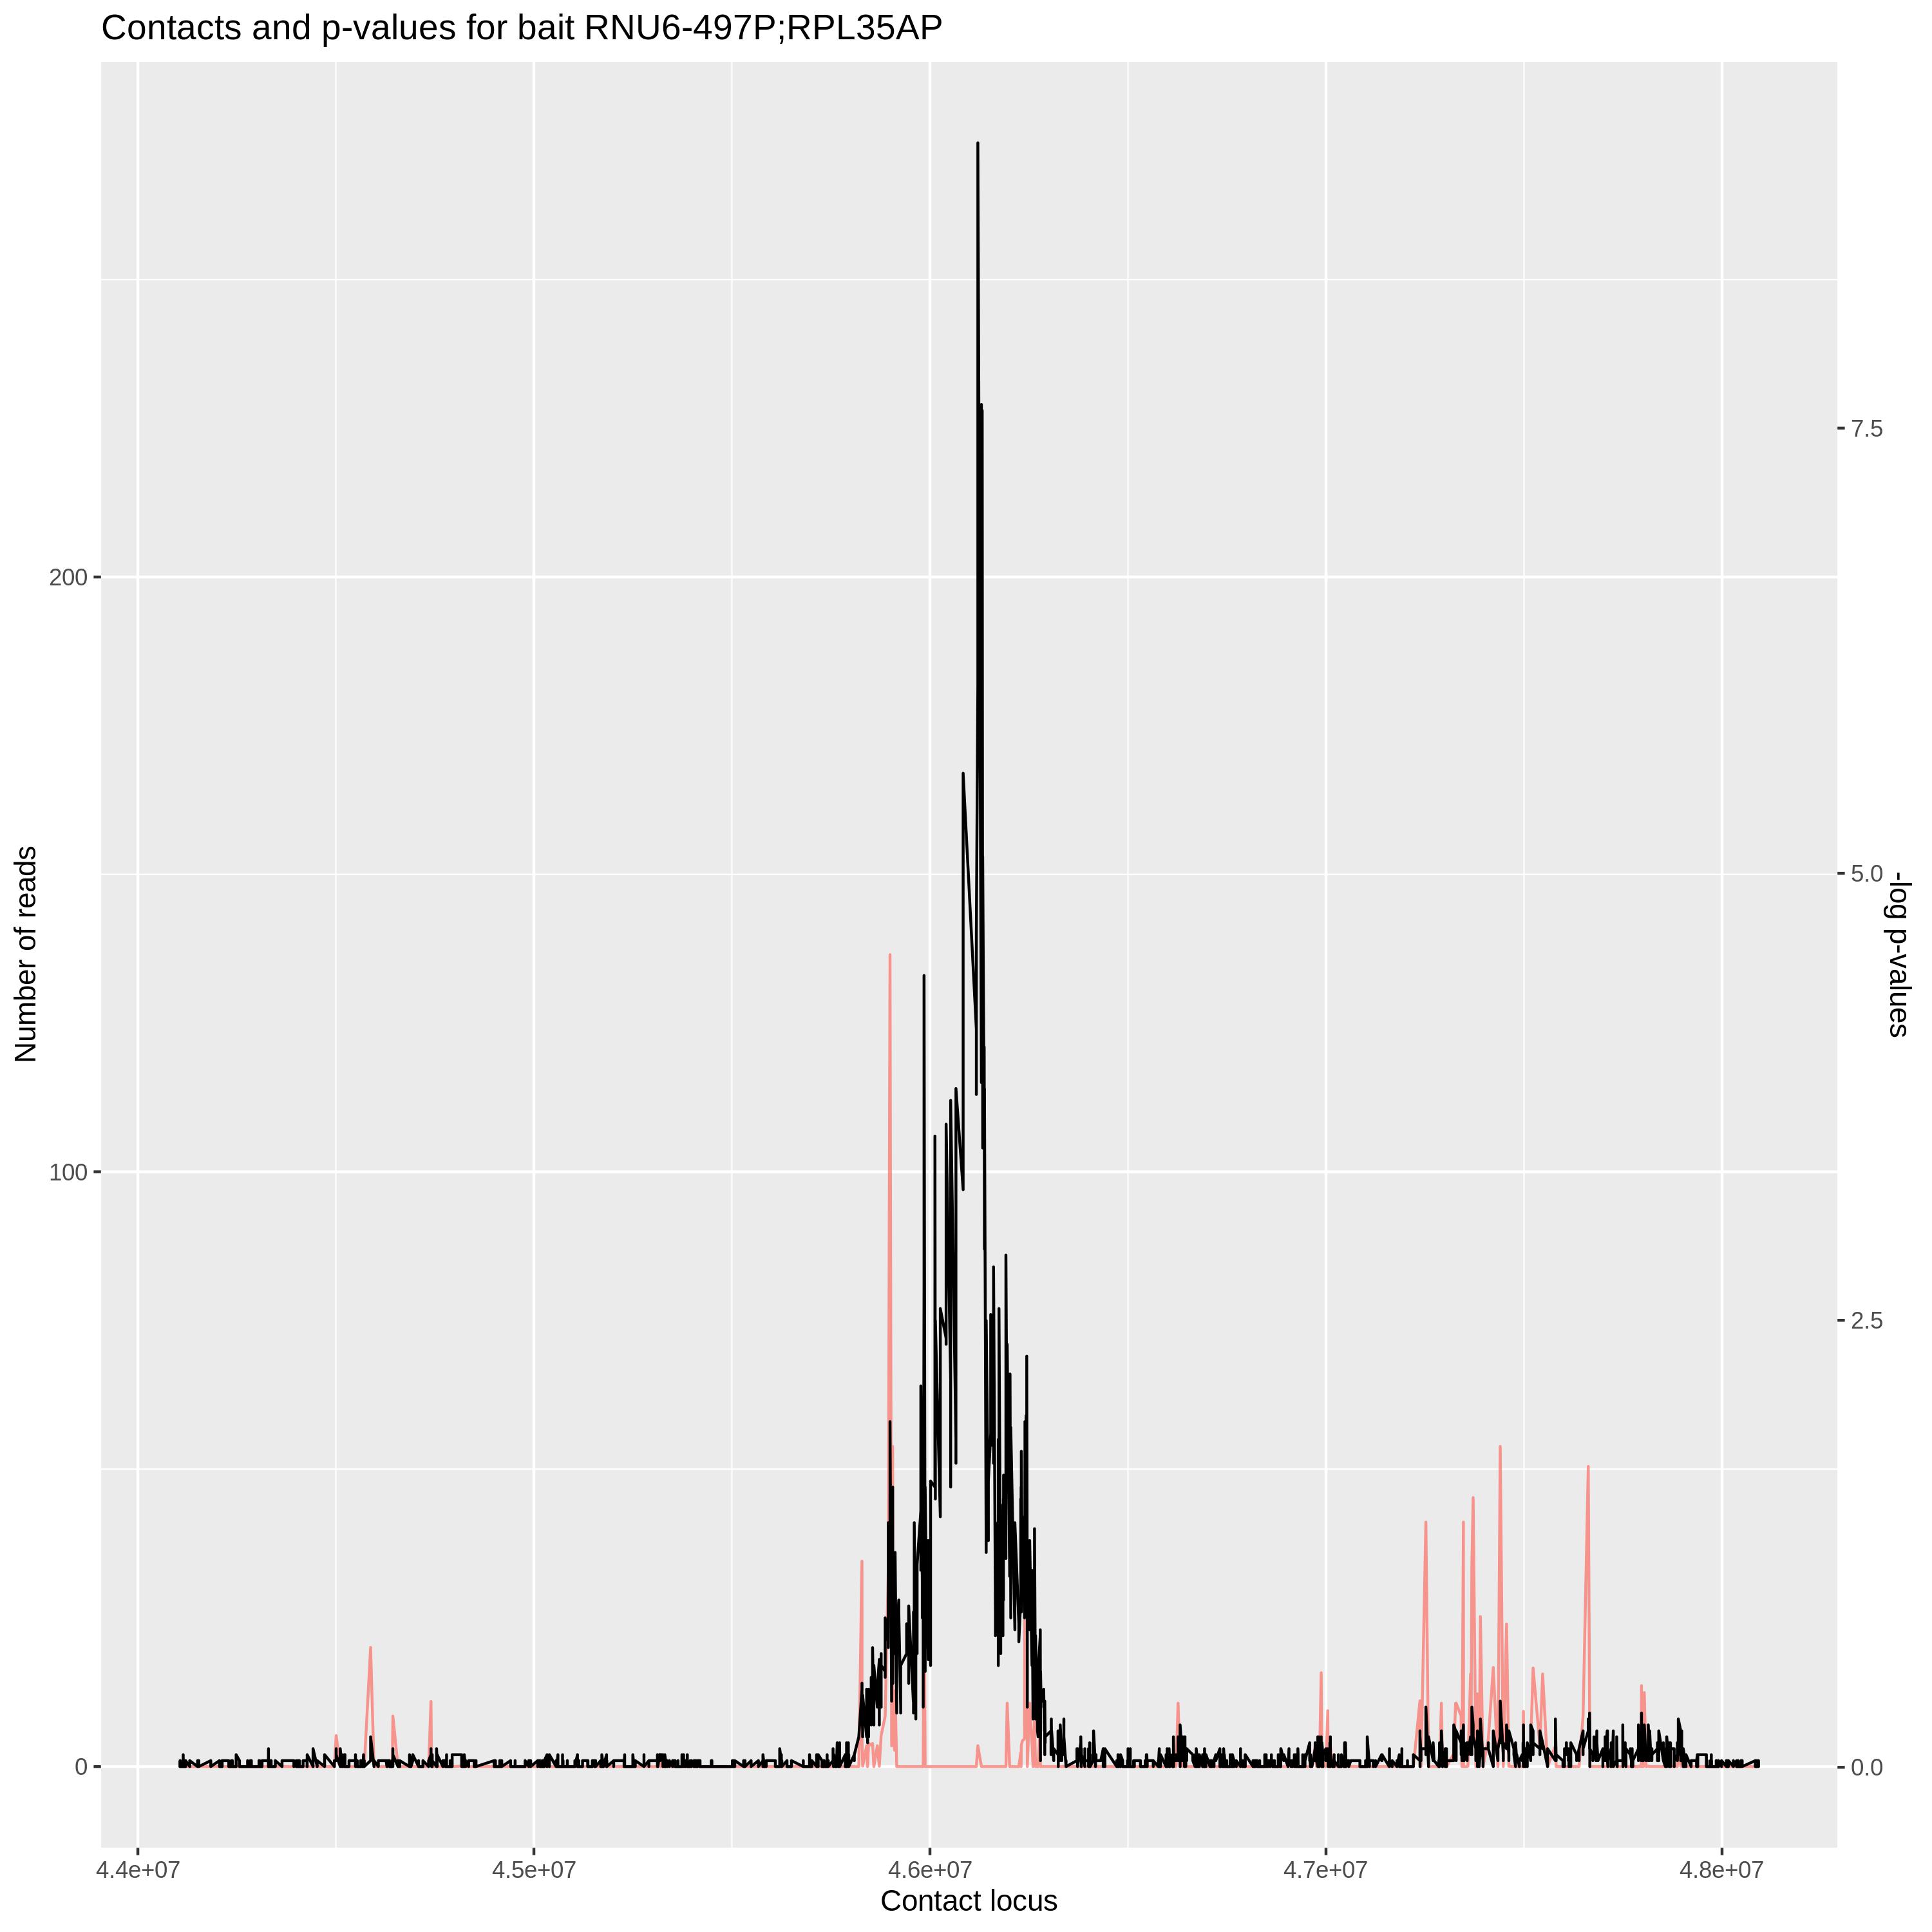 Contacts and p-values for bait RNU6-497P;RPL35AP
Number of reads
200
100
0
7.5
5.0
2.5
0.0
-log p-values
4.4e+07 4.5e+07 4.6e+07 4.7e+07 4.8e+07
Contact locus